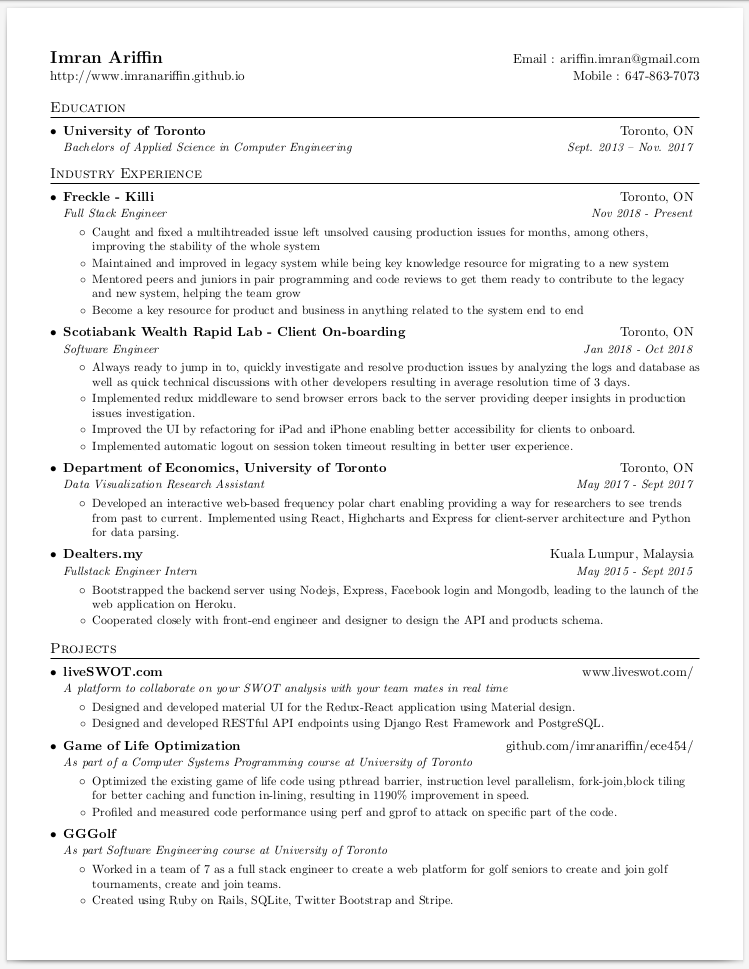 Imran Ariffin
Email : ariffin.imran@gmail.com
http://www.imranariffin.github.io
Mobile : 647-863-7073
Education
• University of Toronto
Toronto, ON
Bachelors of Applied Science in Computer Engineering
Sept. 2013 – Nov. 2017
Industry Experience
• Freckle - Killi
Toronto, ON
Full Stack Engineer
Nov 2018 - Present
◦ Caught and fixed a multihtreaded issue left unsolved causing production issues for months, among others,
improving the stability of the whole system
◦ Maintained and improved in legacy system while being key knowledge resource for migrating to a new system
◦ Mentored peers and juniors in pair programming and code reviews to get them ready to contribute to the legacy
and new system, helping the team grow
◦ Become a key resource for product and business in anything related to the system end to end
• Scotiabank Wealth Rapid Lab - Client On-boarding
Toronto, ON
Software Engineer
Jan 2018 - Oct 2018
◦ Always ready to jump in to, quickly investigate and resolve production issues by analyzing the logs and database as
well as quick technical discussions with other developers resulting in average resolution time of 3 days.
◦ Implemented redux middleware to send browser errors back to the server providing deeper insights in production
issues investigation.
◦ Improved the UI by refactoring for iPad and iPhone enabling better accessibility for clients to onboard.
◦ Implemented automatic logout on session token timeout resulting in better user experience.
• Department of Economics, University of Toronto
Toronto, ON
Data Visualization Research Assistant
May 2017 - Sept 2017
◦ Developed an interactive web-based frequency polar chart enabling providing a way for researchers to see trends
from past to current. Implemented using React, Highcharts and Express for client-server architecture and Python
for data parsing.
• Dealters.my
Kuala Lumpur, Malaysia
Fullstack Engineer Intern
May 2015 - Sept 2015
◦ Bootstrapped the backend server using Nodejs, Express, Facebook login and Mongodb, leading to the launch of the
web application on Heroku.
◦ Cooperated closely with front-end engineer and designer to design the API and products schema.
Projects
• liveSWOT.com
www.liveswot.com/
A platform to collaborate on your SWOT analysis with your team mates in real time
◦ Designed and developed material UI for the Redux-React application using Material design.
◦ Designed and developed RESTful API endpoints using Django Rest Framework and PostgreSQL.
• Game of Life Optimization
github.com/imranariffin/ece454/
As part of a Computer Systems Programming course at University of Toronto
◦ Optimized the existing game of life code using pthread barrier, instruction level parallelism, fork-join,block tiling
for better caching and function in-lining, resulting in 1190% improvement in speed.
◦ Profiled and measured code performance using perf and gprof to attack on specific part of the code.
• GGGolf
As part Software Engineering course at University of Toronto
◦ Worked in a team of 7 as a full stack engineer to create a web platform for golf seniors to create and join golf
tournaments, create and join teams.
◦ Created using Ruby on Rails, SQLite, Twitter Bootstrap and Stripe.